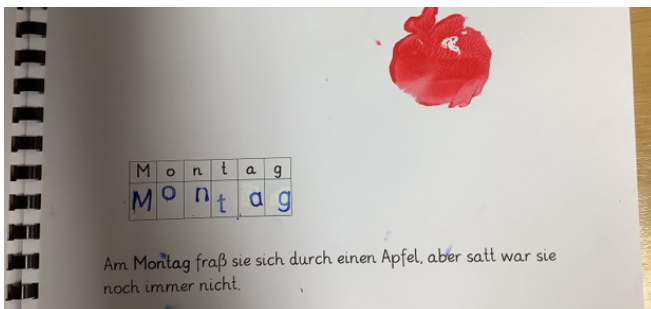 M o n t a g
M o n t a g
Am Montag fraß sie sich durch einen Apfel, aber satt war sie
noch immer nicht.